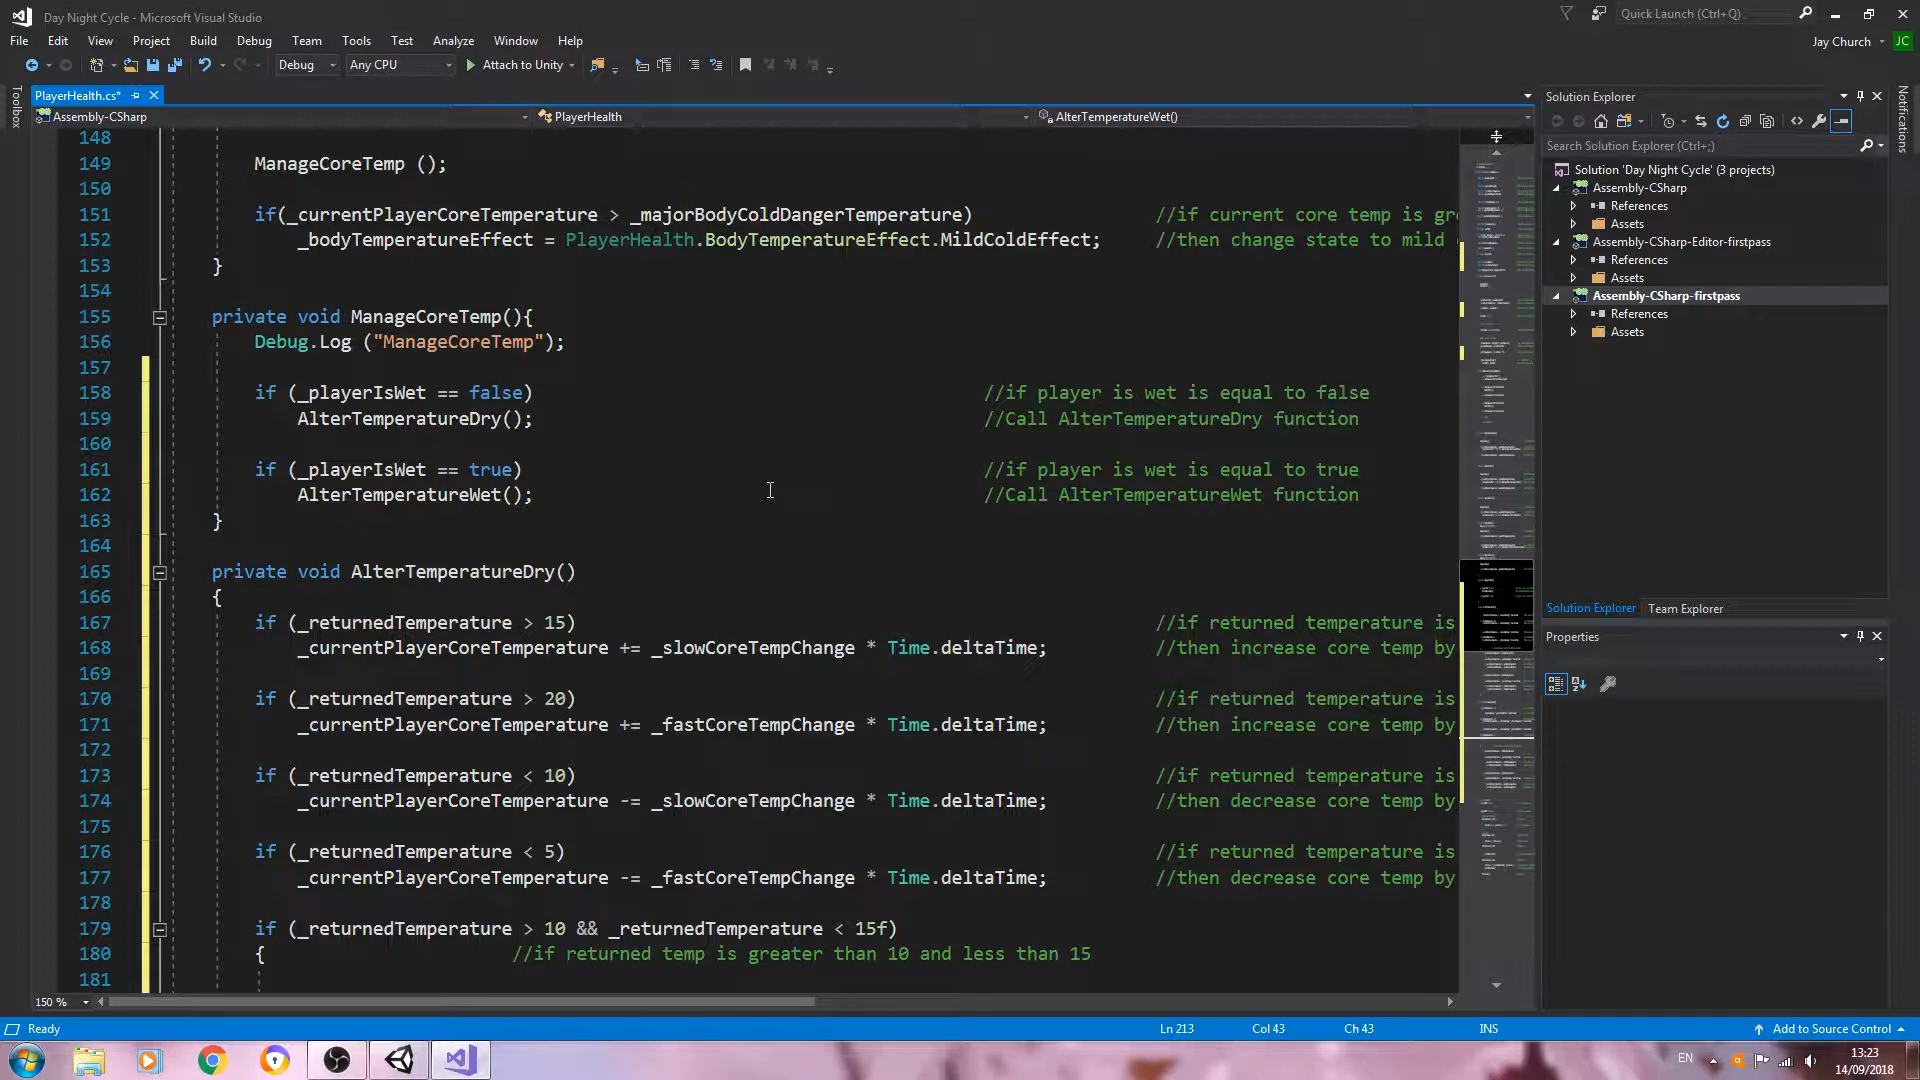 Day Night Cycle - Microsoft Visual Studio
Quick Launch (Ctrl+Q)
File Edit View Project Build Debug Team Tools Test Analyze Window Help
Jay Church JC
Debug Any CPU Attach to Unity
Toolbox
PlayerHealth.cs*
Assembly-CSharp PlayerHealth AlterTemperatureWet()
148
149 ManageCoreTemp ();
150
151 if(_currentPlayerCoreTemperature > _majorBodyColdDangerTemperature) //if current core temp is gr
152 _bodyTemperatureEffect = PlayerHealth.BodyTemperatureEffect.MildColdEffect; //then change state to mild
153 }
154
155 private void ManageCoreTemp(){
156 Debug.Log ("ManageCoreTemp");
157
158 if (_playerIsWet == false) //if player is wet is equal to false
159 AlterTemperatureDry(); //Call AlterTemperatureDry function
160
161 if (_playerIsWet == true) //if player is wet is equal to true
162 AlterTemperatureWet(); //Call AlterTemperatureWet function
163 }
164
165 private void AlterTemperatureDry()
166 {
167 if (_returnedTemperature > 15) //if returned temperature is
168 _currentPlayerCoreTemperature += _slowCoreTempChange * Time.deltaTime; //then increase core temp by
169
170 if (_returnedTemperature > 20) //if returned temperature is
171 _currentPlayerCoreTemperature += _fastCoreTempChange * Time.deltaTime; //then increase core temp by
172
173 if (_returnedTemperature < 10) //if returned temperature is
174 _currentPlayerCoreTemperature -= _slowCoreTempChange * Time.deltaTime; //then decrease core temp by
175
176 if (_returnedTemperature < 5) //if returned temperature is
177 _currentPlayerCoreTemperature -= _fastCoreTempChange * Time.deltaTime; //then decrease core temp by
178
179 if (_returnedTemperature > 10 && _returnedTemperature < 15f)
180 { //if returned temp is greater than 10 and less than 15
181
150 %
Solution Explorer
Search Solution Explorer (Ctrl+;)
Solution 'Day Night Cycle' (3 projects)
Assembly-CSharp
References
Assets
Assembly-CSharp-Editor-firstpass
References
Assets
Assembly-CSharp-firstpass
References
Assets
Solution Explorer Team Explorer
Properties
Notifications
Ready Ln 213 Col 43 Ch 43 INS Add to Source Control
EN 13:23
14/09/2018